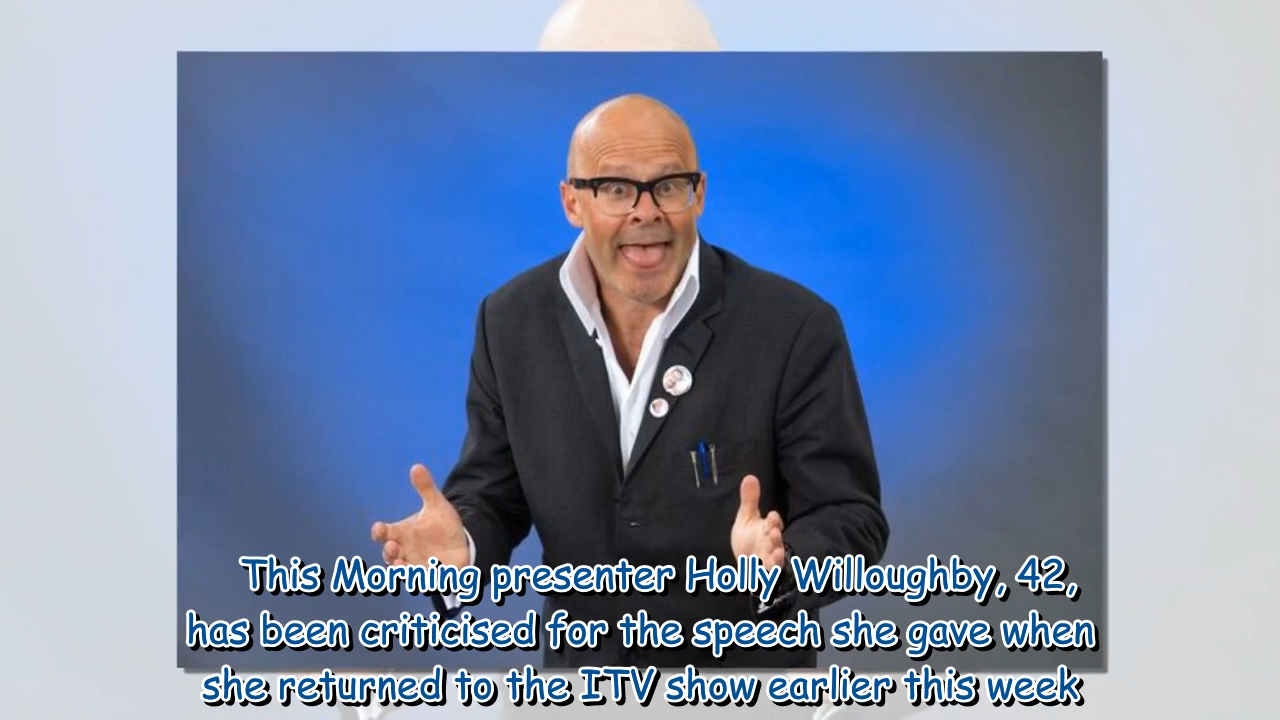 This Morning presenter Holly Willoughby, 42,
has been criticised for the speech she gave when
she returned to the ITV show earlier this week